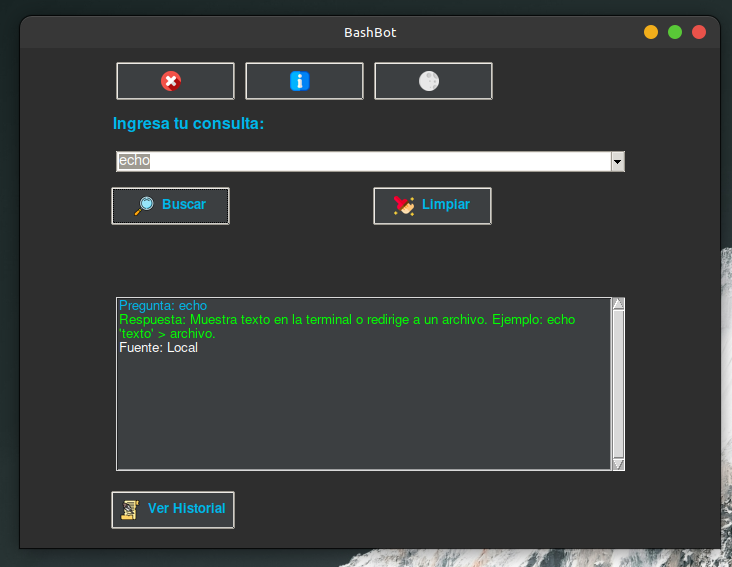 BashBot
Ingresa tu consulta:
echo
Buscar
Limpiar
Pregunta: echo
Respuesta: Muestra texto en la terminal o redirige a un archivo. Ejemplo: echo
'texto' > archivo.
Fuente: Local
Ver Historial